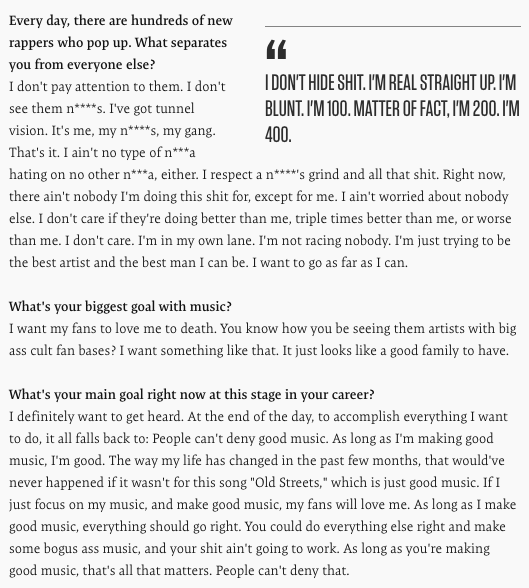 Every day, there are hundreds of new
rappers who pop up. What separates
you from everyone else?
I don't pay attention to them. I don't
see them n****s. I've got tunnel
vision. It's me, my n****s, my gang.
That's it. I ain't no type of n***a
hating on no other n***a, either. I respect a n****'s grind and all that shit. Right now,
there ain't nobody I'm doing this shit for, except for me. I ain't worried about nobody
else. I don't care if they're doing better than me, triple times better than me, or worse
than me. I don't care. I'm in my own lane. I'm not racing nobody. I'm just trying to be
the best artist and the best man I can be. I want to go as far as I can.
“
I DON'T HIDE SHIT. I'M REAL STRAIGHT UP. I'M
BLUNT. I'M 100. MATTER OF FACT, I'M 200. I'M
400.
What's your biggest goal with music?
I want my fans to love me to death. You know how you be seeing them artists with big
ass cult fan bases? I want something like that. It just looks like a good family to have.
What's your main goal right now at this stage in your career?
I definitely want to get heard. At the end of the day, to accomplish everything I want
to do, it all falls back to: People can't deny good music. As long as I'm making good
music, I'm good. The way my life has changed in the past few months, that would've
never happened if it wasn't for this song "Old Streets," which is just good music. If I
just focus on my music, and make good music, my fans will love me. As long as I make
good music, everything should go right. You could do everything else right and make
some bogus ass music, and your shit ain't going to work. As long as you're making
good music, that's all that matters. People can't deny that.